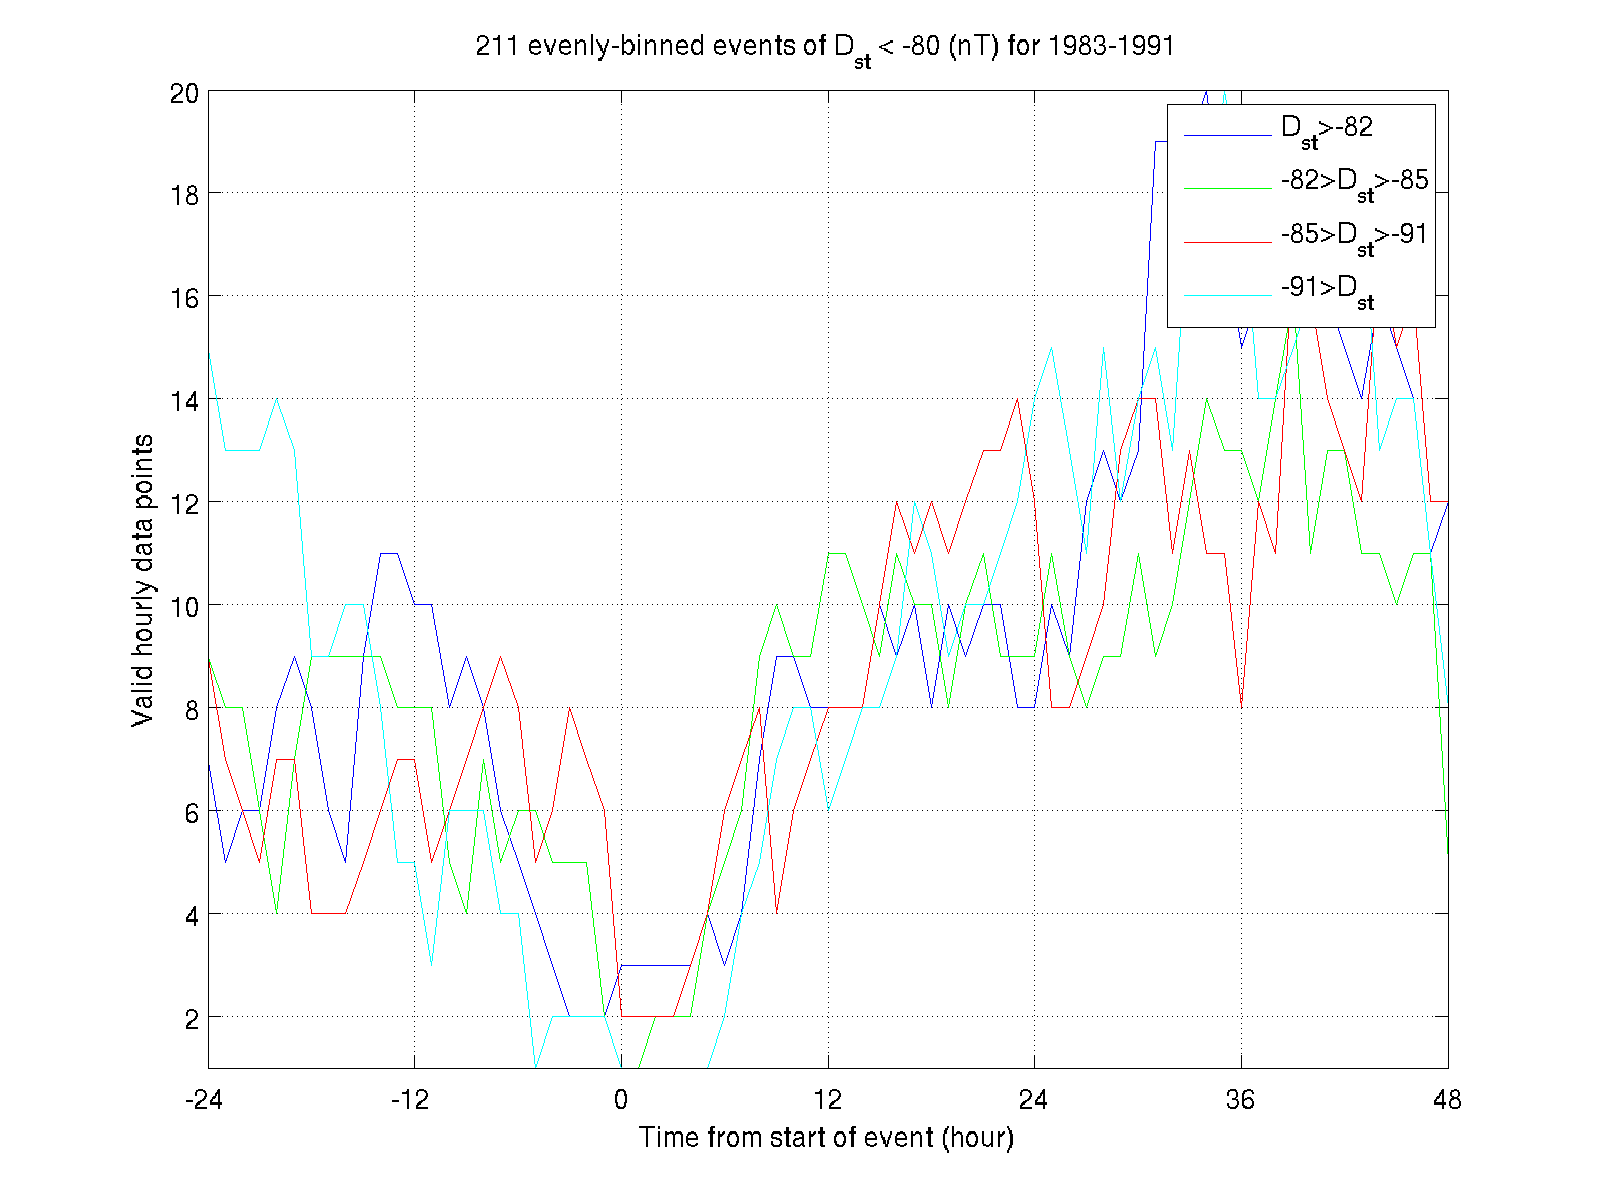 211 evenly-binned events of Dst < -80 (nT) for 1983-1991
20
18
16
14
12
10
8
6
4
2
Valid hourly data points
Dst>-82
-82>Dst>-85
-85>Dst>-91
-91>Dst
-24 -12 0 12 24 36 48
Time from start of event (hour)